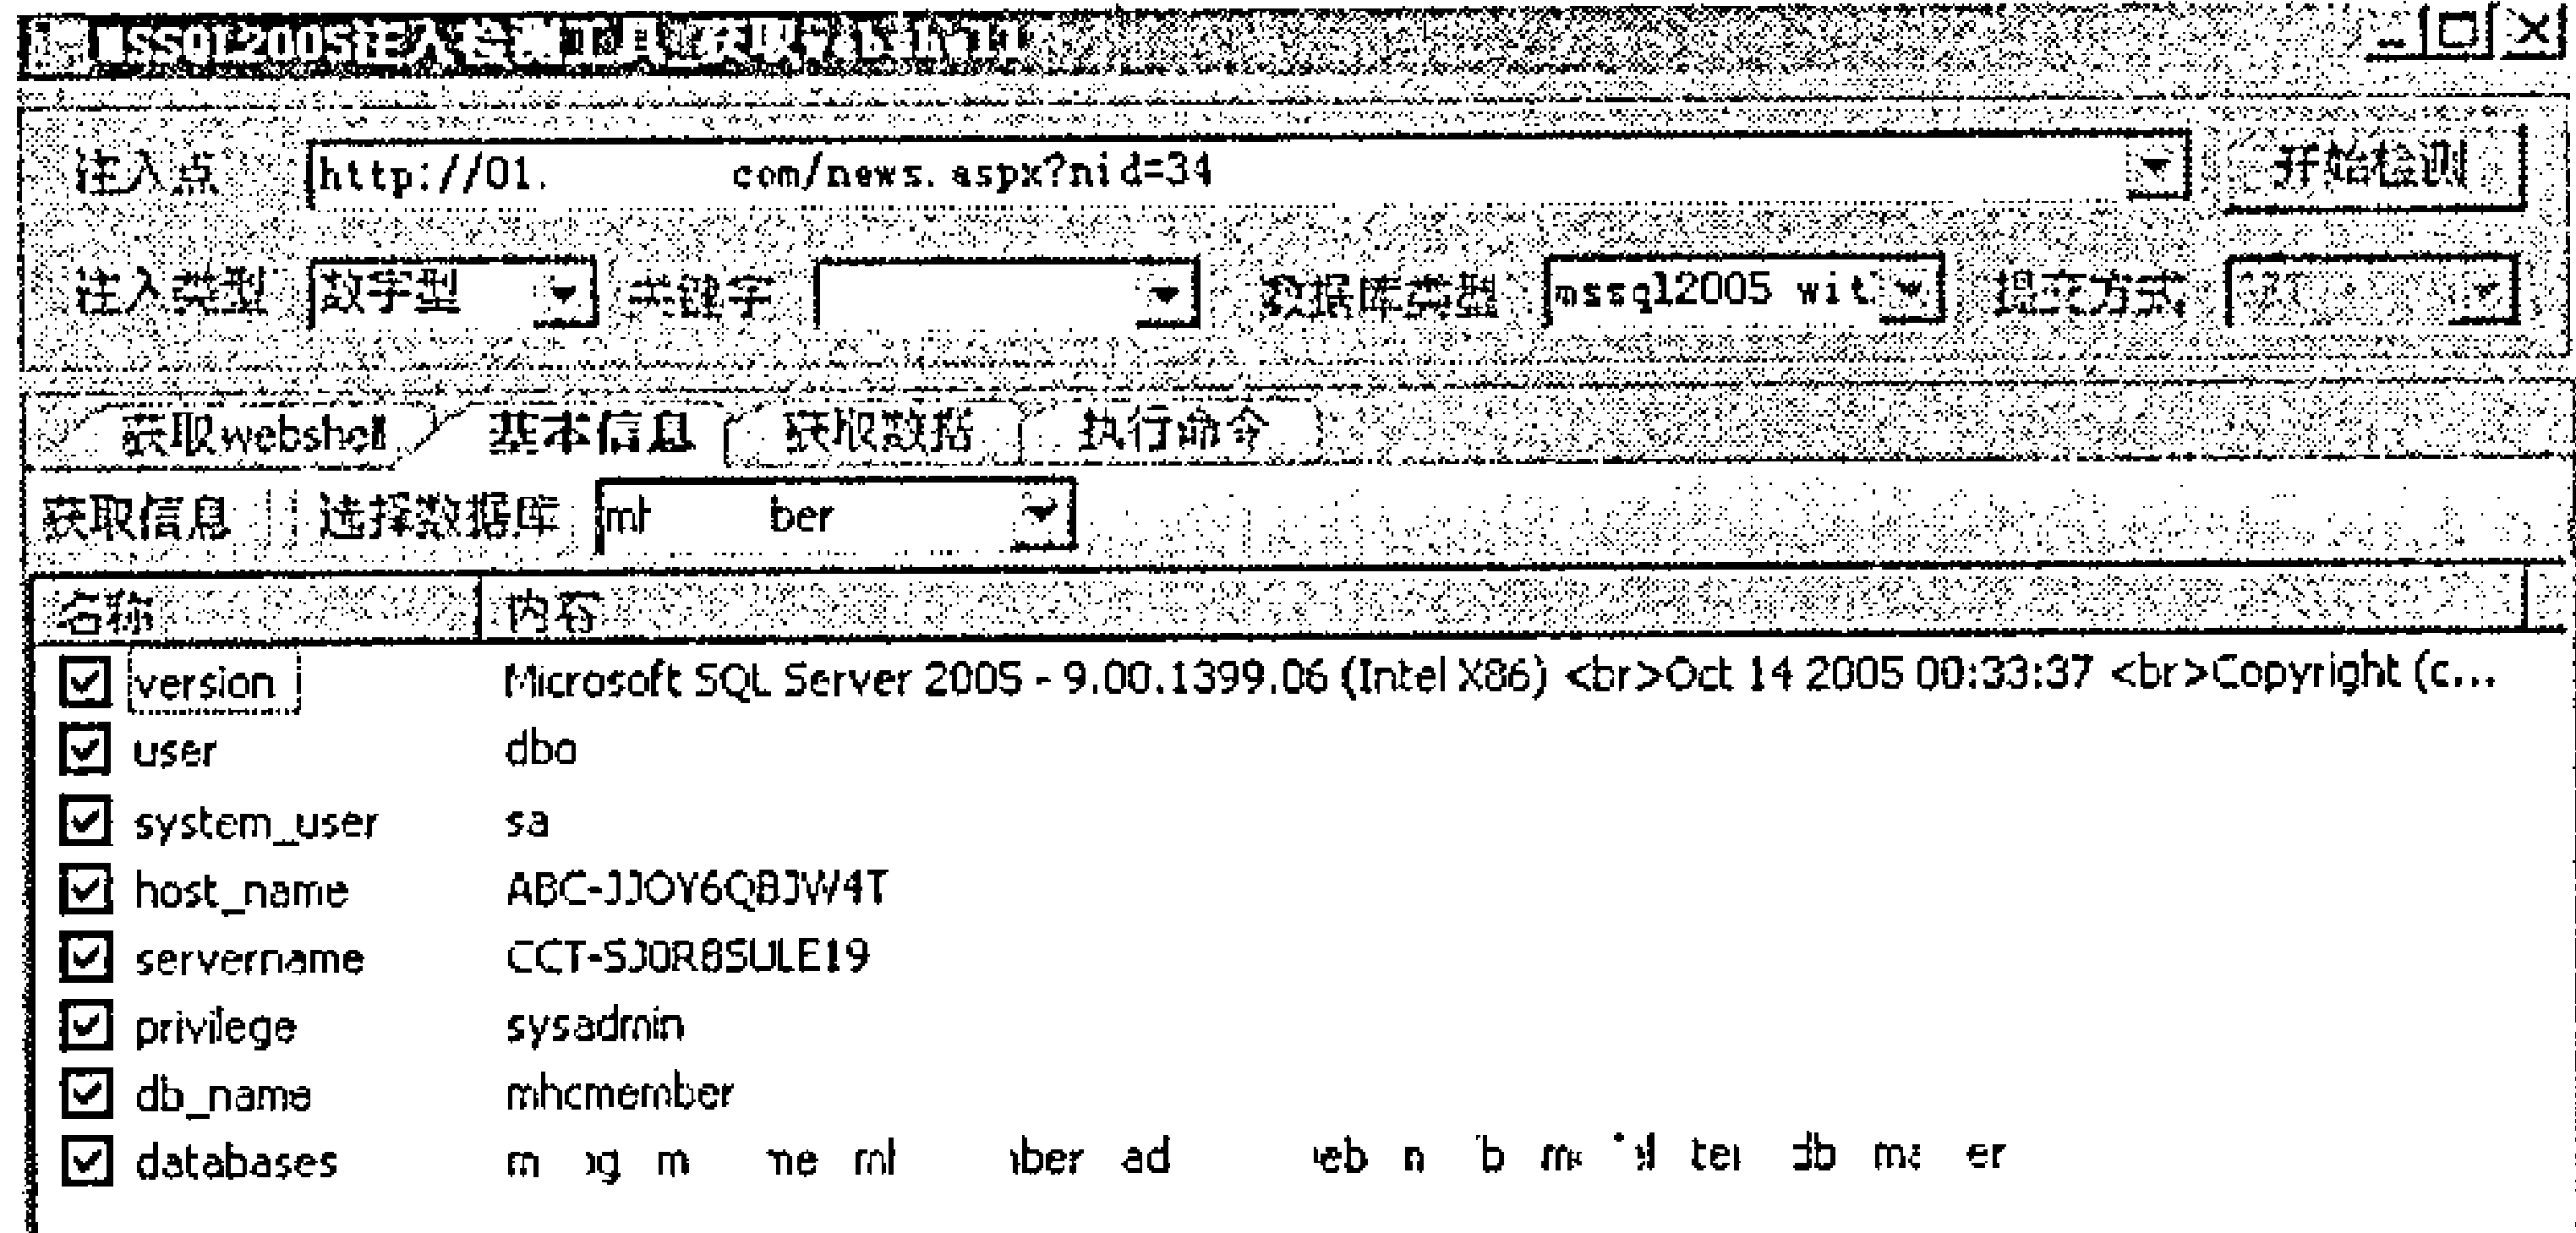 MSSQL2005注入检测工具
注入点 http://01. com/news.aspx?nid=34 开始检测
注入类型 数字型 关键字 数据库类型 mssql2005 wit 提交方式
获取webshell 基本信息 获取数据 执行命令
获取信息 选择数据库 ber
名称 内容
version Microsoft SQL Server 2005 - 9.00.1399.06 (Intel X86) <br>Oct 14 2005 00:33:37 <br>Copyright (c...
user dbo
system_user sa
host_name ABC-JJOY6Q8JW4T
servername CCT-SJ0R8SULE19
privilege sysadmin
db_name mhcmember
databases